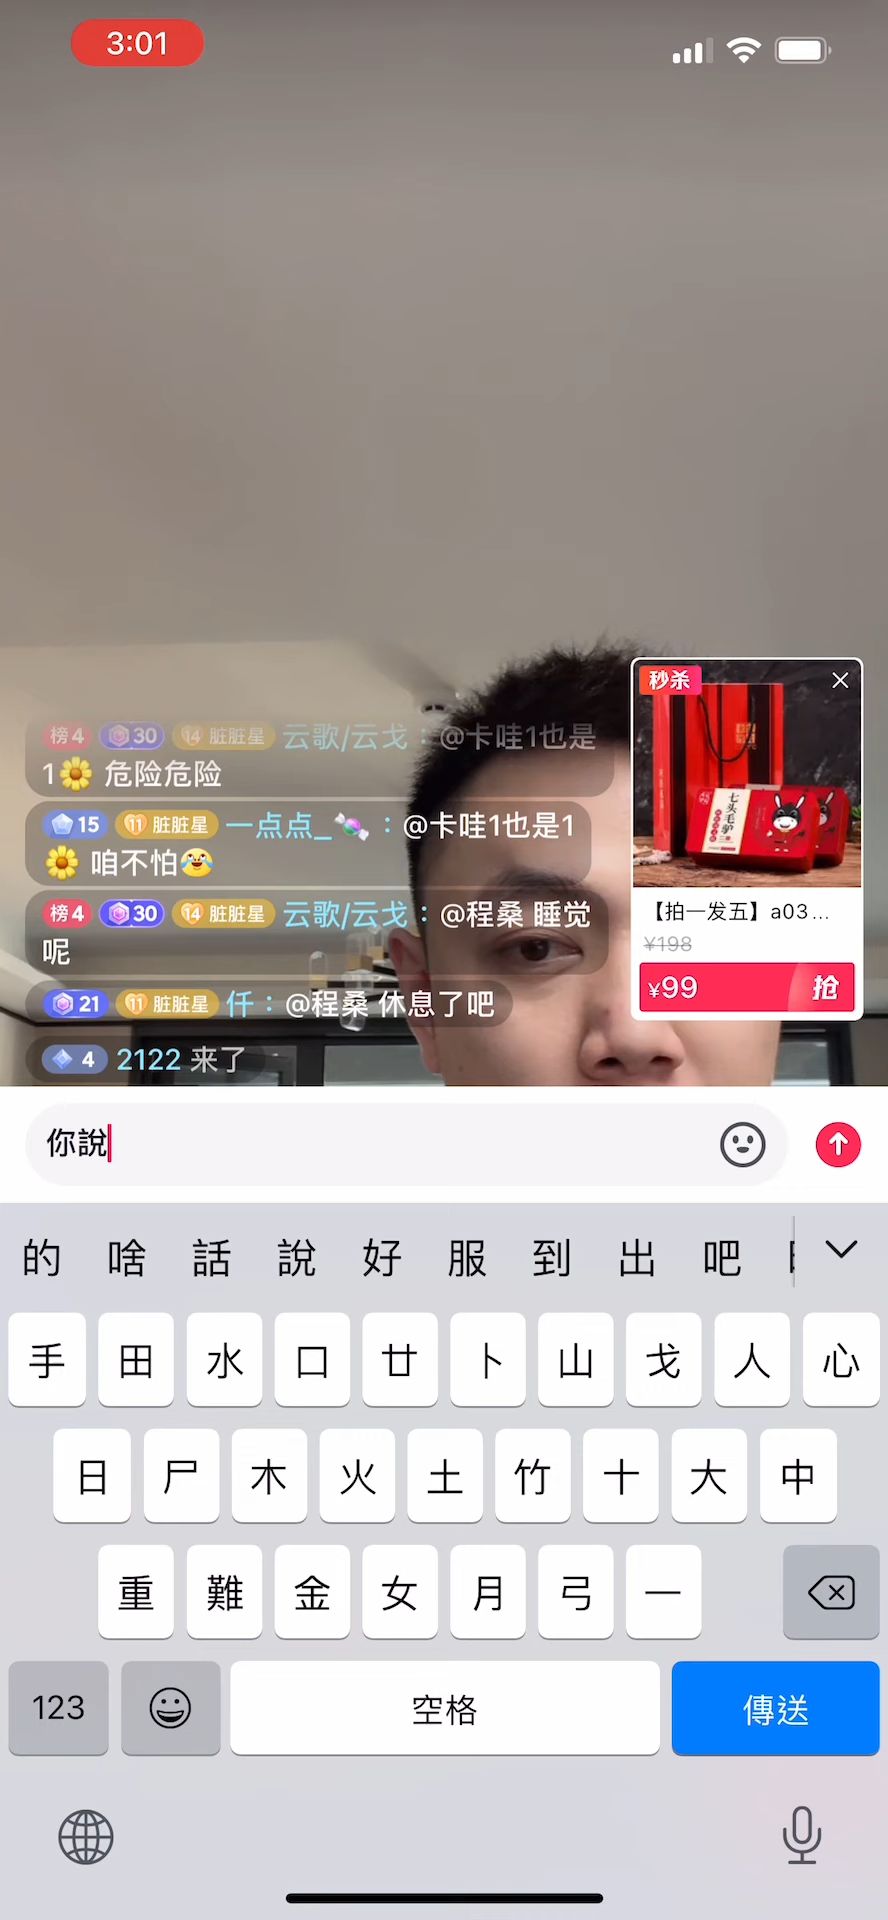 3:01
榜4 30 14 脏脏星 云歌/云戈：@卡哇1也是
1🌼 危险危险
15 11 脏脏星 一点点_🍬：@卡哇1也是1
🌼 咱不怕😂
榜4 30 14 脏脏星 云歌/云戈：@程桑 睡觉
呢
21 11 脏脏星 仟：@程桑 休息了吧
4 2122 来了
秒杀
七头毛驴
【拍一发五】a03...
¥198
¥99 抢
你說
的 啥 話 說 好 服 到 出 吧
手 田 水 口 廿 卜 山 戈 人 心
日 尸 木 火 土 竹 十 大 中
重 難 金 女 月 弓 一
123 空格 傳送